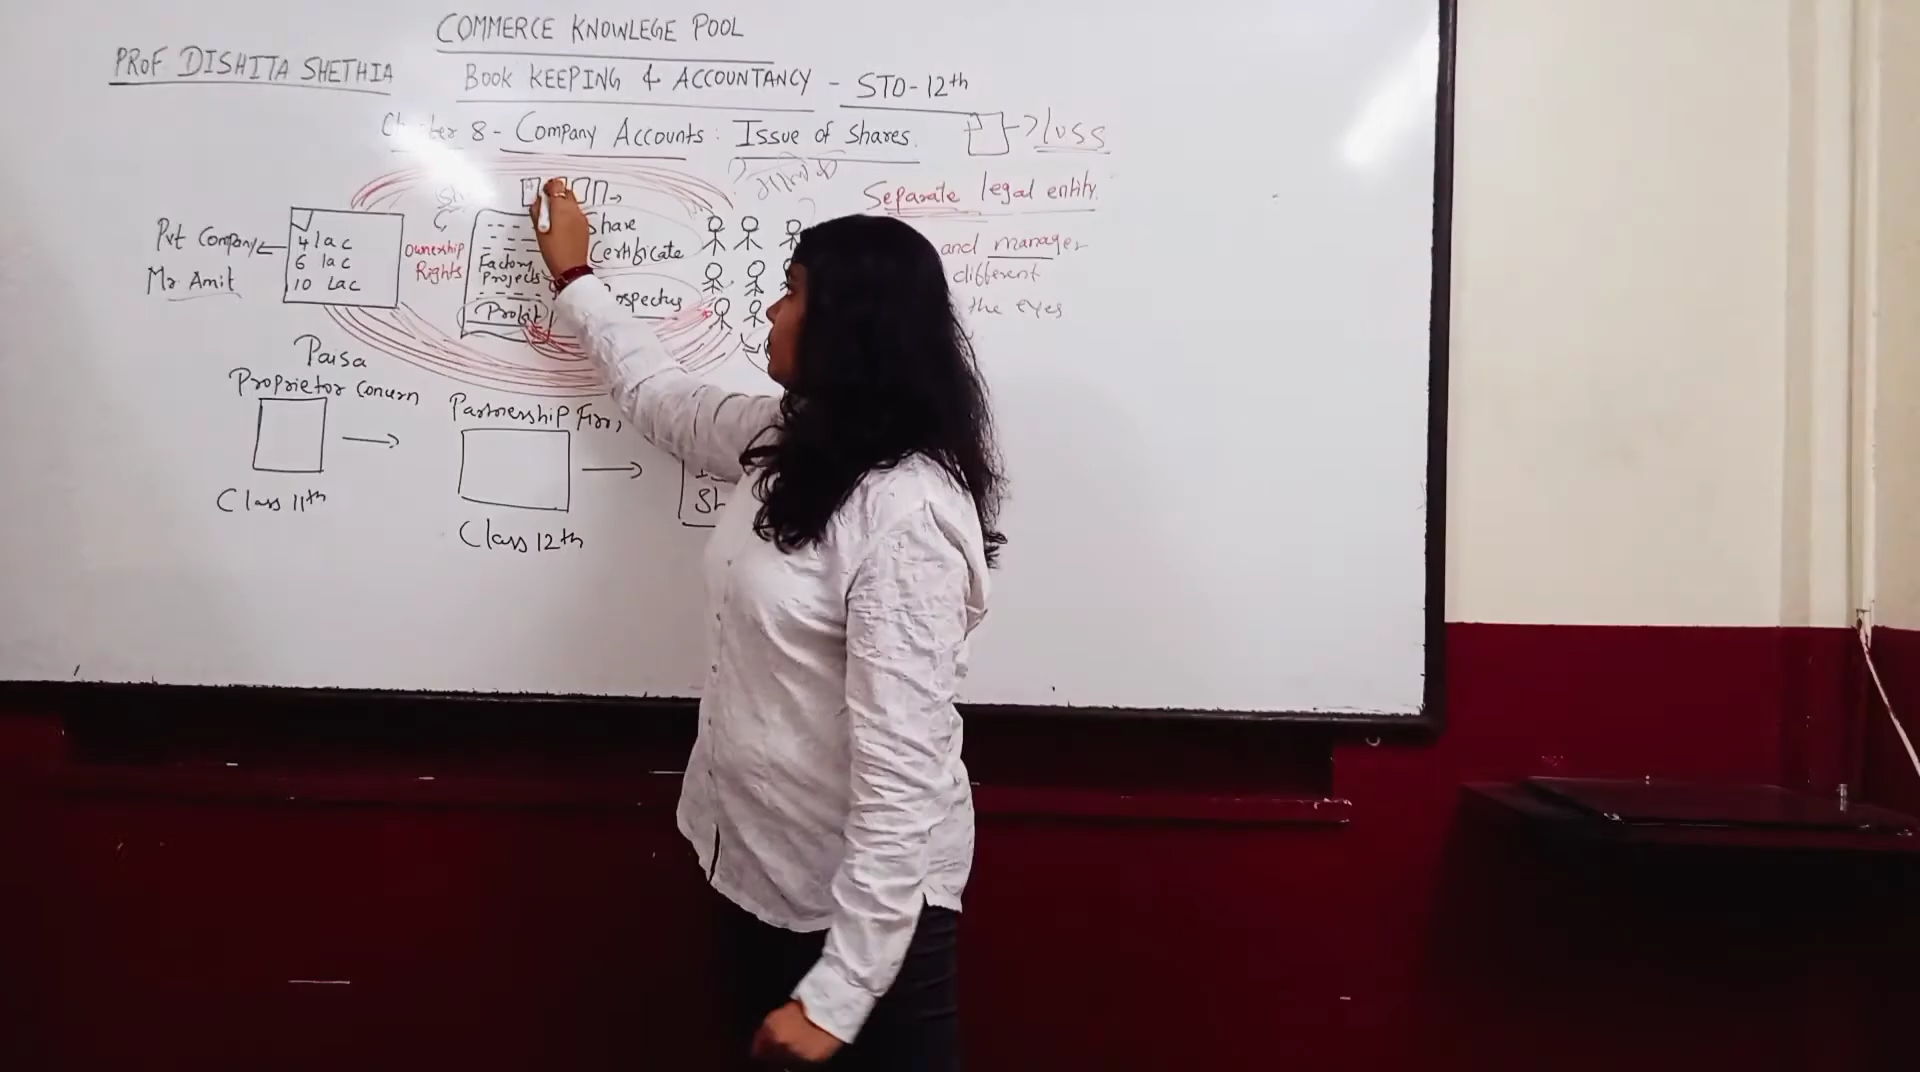 COMMERCE KNOWLEGE POOL
PROF DISHITA SHETHIA
BOOK KEEPING & ACCOUNTANCY - STD-12th
8 - COMPANY ACCOUNTS : ISSUE OF SHARES.
Loss
Separate legal entity.
Pvt Company
Mr Amit
4 lac
6 lac
10 Lac
Ownership
Rights
Factory
Projects
Profit
Share
Certificate
and manager
different
the eyes
Paisa
Proprietor Concern
Class 11th
Partnership Firm
Class 12th